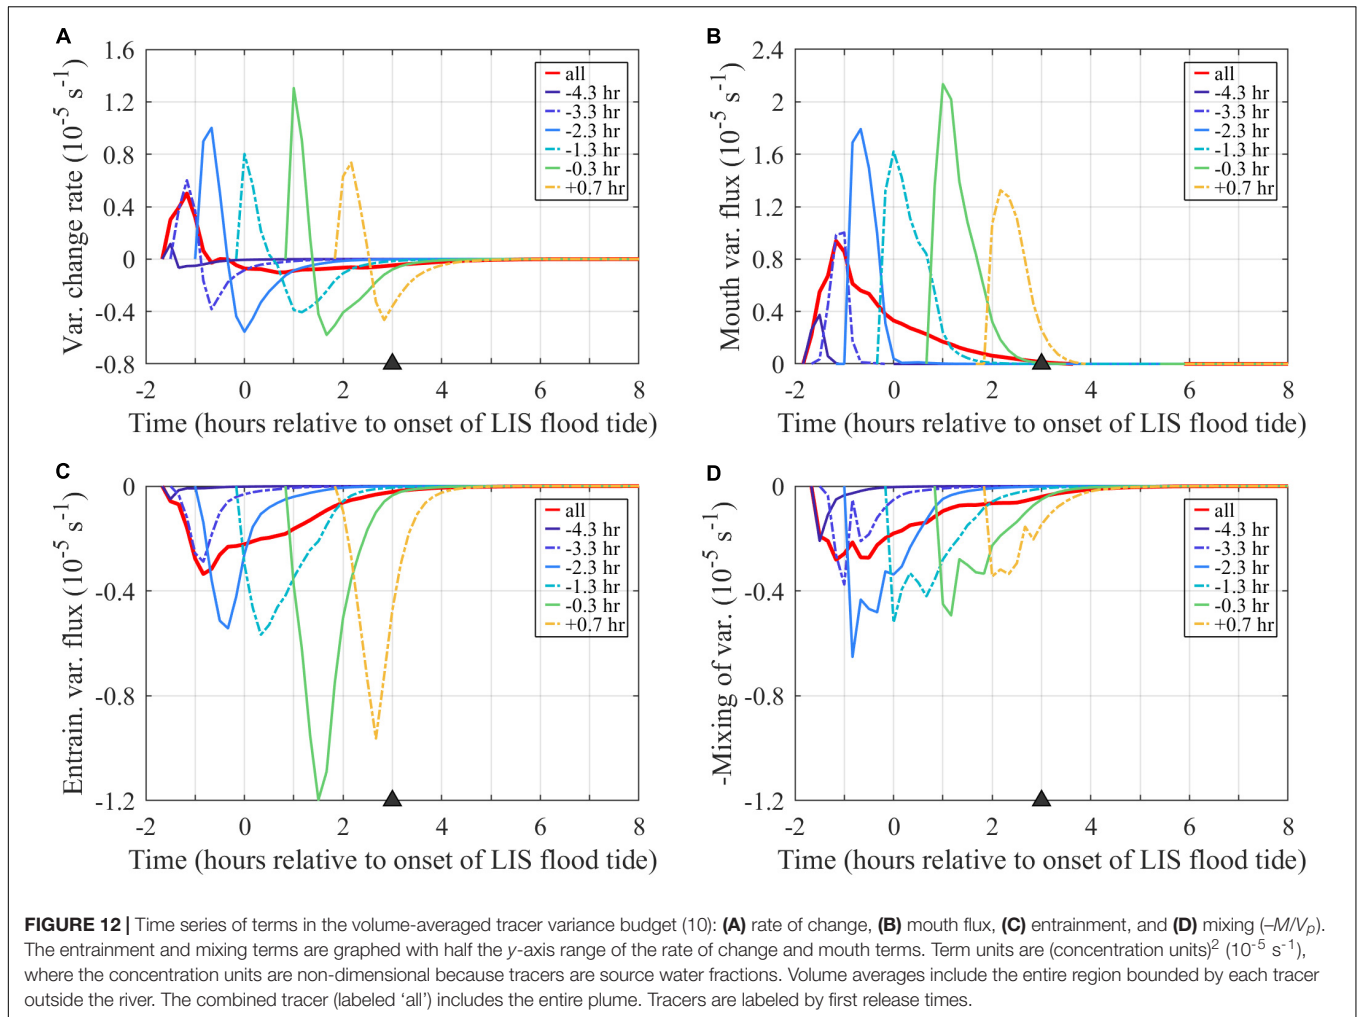 A
Var. change rate (10-5 s-1)
1.6
1.2
0.8
0.4
0
-0.4
-0.8
-2 0 2 4 6 8
Time (hours relative to onset of LIS flood tide)
all
-4.3 hr
-3.3 hr
-2.3 hr
-1.3 hr
-0.3 hr
+0.7 hr
B
Mouth var. flux (10-5 s-1)
2.4
2
1.6
1.2
0.8
0.4
0
-2 0 2 4 6 8
Time (hours relative to onset of LIS flood tide)
all
-4.3 hr
-3.3 hr
-2.3 hr
-1.3 hr
-0.3 hr
+0.7 hr
C
Entrain. var. flux (10-5 s-1)
0
-0.4
-0.8
-1.2
-2 0 2 4 6 8
Time (hours relative to onset of LIS flood tide)
all
-4.3 hr
-3.3 hr
-2.3 hr
-1.3 hr
-0.3 hr
+0.7 hr
D
-Mixing of var. (10-5 s-1)
0
-0.4
-0.8
-1.2
-2 0 2 4 6 8
Time (hours relative to onset of LIS flood tide)
all
-4.3 hr
-3.3 hr
-2.3 hr
-1.3 hr
-0.3 hr
+0.7 hr
FIGURE 12 | Time series of terms in the volume-averaged tracer variance budget (10): (A) rate of change, (B) mouth flux, (C) entrainment, and (D) mixing (–M/Vp).
The entrainment and mixing terms are graphed with half the y-axis range of the rate of change and mouth terms. Term units are (concentration units)2 (10-5 s-1),
where the concentration units are non-dimensional because tracers are source water fractions. Volume averages include the entire region bounded by each tracer
outside the river. The combined tracer (labeled ‘all’) includes the entire plume. Tracers are labeled by first release times.